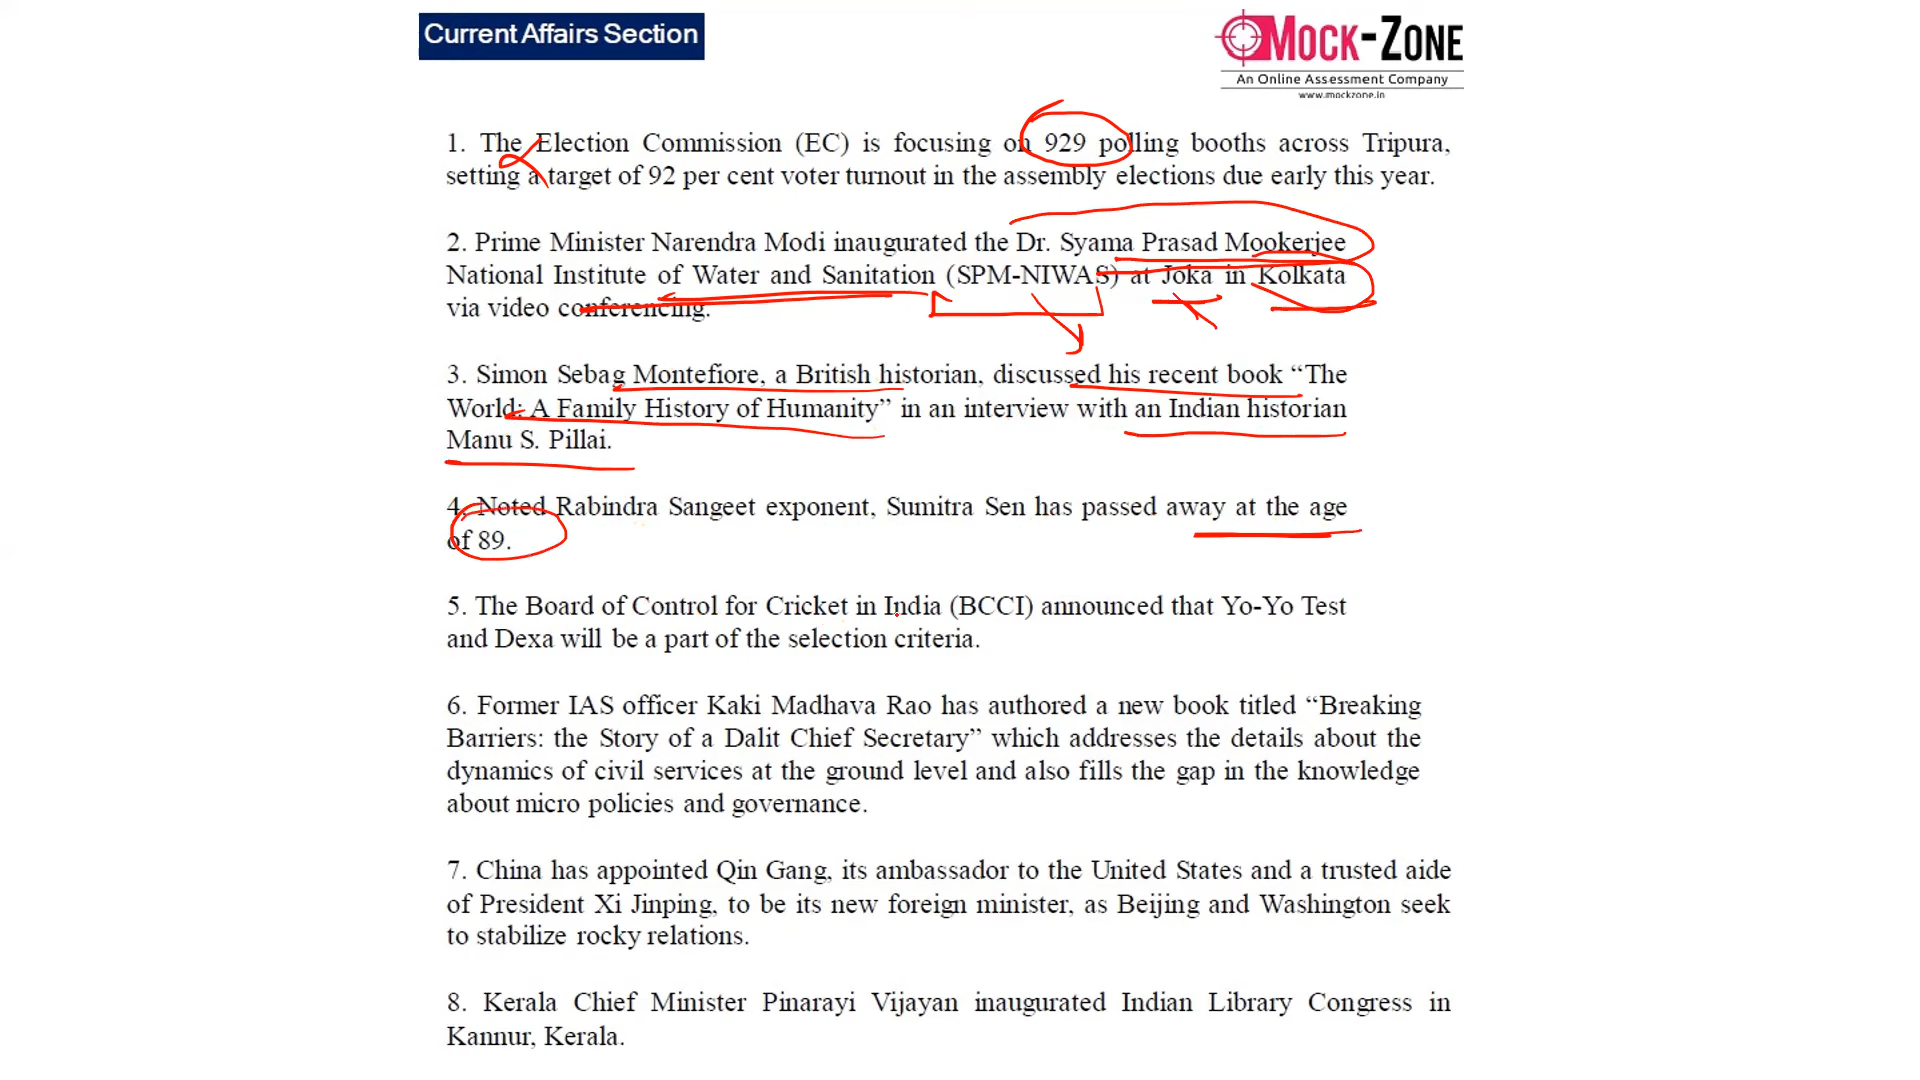 Current Affairs Section
MOCK-ZONE
An Online Assessment Company
www.mockzone.in
1. The Election Commission (EC) is focusing on 929 polling booths across Tripura,
setting a target of 92 per cent voter turnout in the assembly elections due early this year.
2. Prime Minister Narendra Modi inaugurated the Dr. Syama Prasad Mookerjee
National Institute of Water and Sanitation (SPM-NIWAS) at Joka in Kolkata
via video conferencing.
3. Simon Sebag Montefiore, a British historian, discussed his recent book “The
World: A Family History of Humanity” in an interview with an Indian historian
Manu S. Pillai.
4. Noted Rabindra Sangeet exponent, Sumitra Sen has passed away at the age
of 89.
5. The Board of Control for Cricket in India (BCCI) announced that Yo-Yo Test
and Dexa will be a part of the selection criteria.
6. Former IAS officer Kaki Madhava Rao has authored a new book titled “Breaking
Barriers: the Story of a Dalit Chief Secretary” which addresses the details about the
dynamics of civil services at the ground level and also fills the gap in the knowledge
about micro policies and governance.
7. China has appointed Qin Gang, its ambassador to the United States and a trusted aide
of President Xi Jinping, to be its new foreign minister, as Beijing and Washington seek
to stabilize rocky relations.
8. Kerala Chief Minister Pinarayi Vijayan inaugurated Indian Library Congress in
Kannur, Kerala.